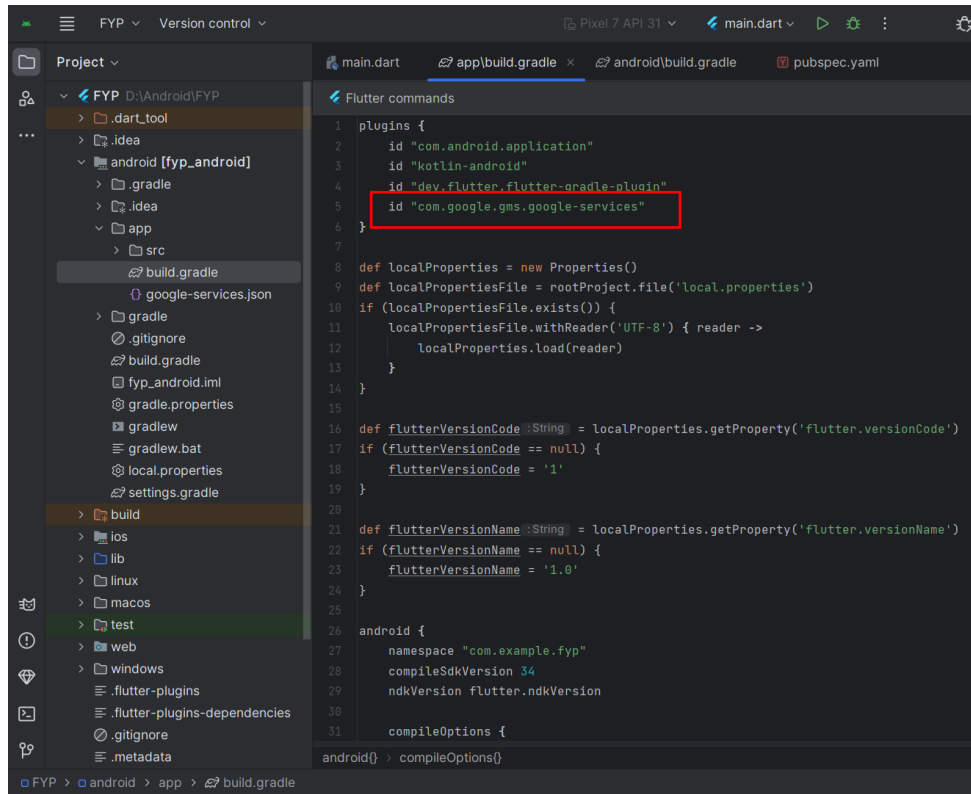 FYP
Version control
Pixel 7 API 31
main.dart
Project
main.dart
app\build.gradle
android\build.gradle
pubspec.yaml
FYP D:\Android\FYP
.dart_tool
.idea
android [fyp_android]
.gradle
.idea
app
src
build.gradle
google-services.json
gradle
.gitignore
build.gradle
fyp_android.iml
gradle.properties
gradlew
gradlew.bat
local.properties
settings.gradle
build
ios
lib
linux
macos
test
web
windows
.flutter-plugins
.flutter-plugins-dependencies
.gitignore
.metadata
Flutter commands
1 plugins {
2 id "com.android.application"
3 id "kotlin-android"
4 id "dev.flutter.flutter-gradle-plugin"
5 id "com.google.gms.google-services"
6 }
7
8 def localProperties = new Properties()
9 def localPropertiesFile = rootProject.file('local.properties')
10 if (localPropertiesFile.exists()) {
11 localPropertiesFile.withReader('UTF-8') { reader ->
12 localProperties.load(reader)
13 }
14 }
15
16 def flutterVersionCode :String = localProperties.getProperty('flutter.versionCode')
17 if (flutterVersionCode == null) {
18 flutterVersionCode = '1'
19 }
20
21 def flutterVersionName :String = localProperties.getProperty('flutter.versionName')
22 if (flutterVersionName == null) {
23 flutterVersionName = '1.0'
24 }
25
26 android {
27 namespace "com.example.fyp"
28 compileSdkVersion 34
29 ndkVersion flutter.ndkVersion
30
31 compileOptions {
android{} > compileOptions{}
FYP > android > app > build.gradle